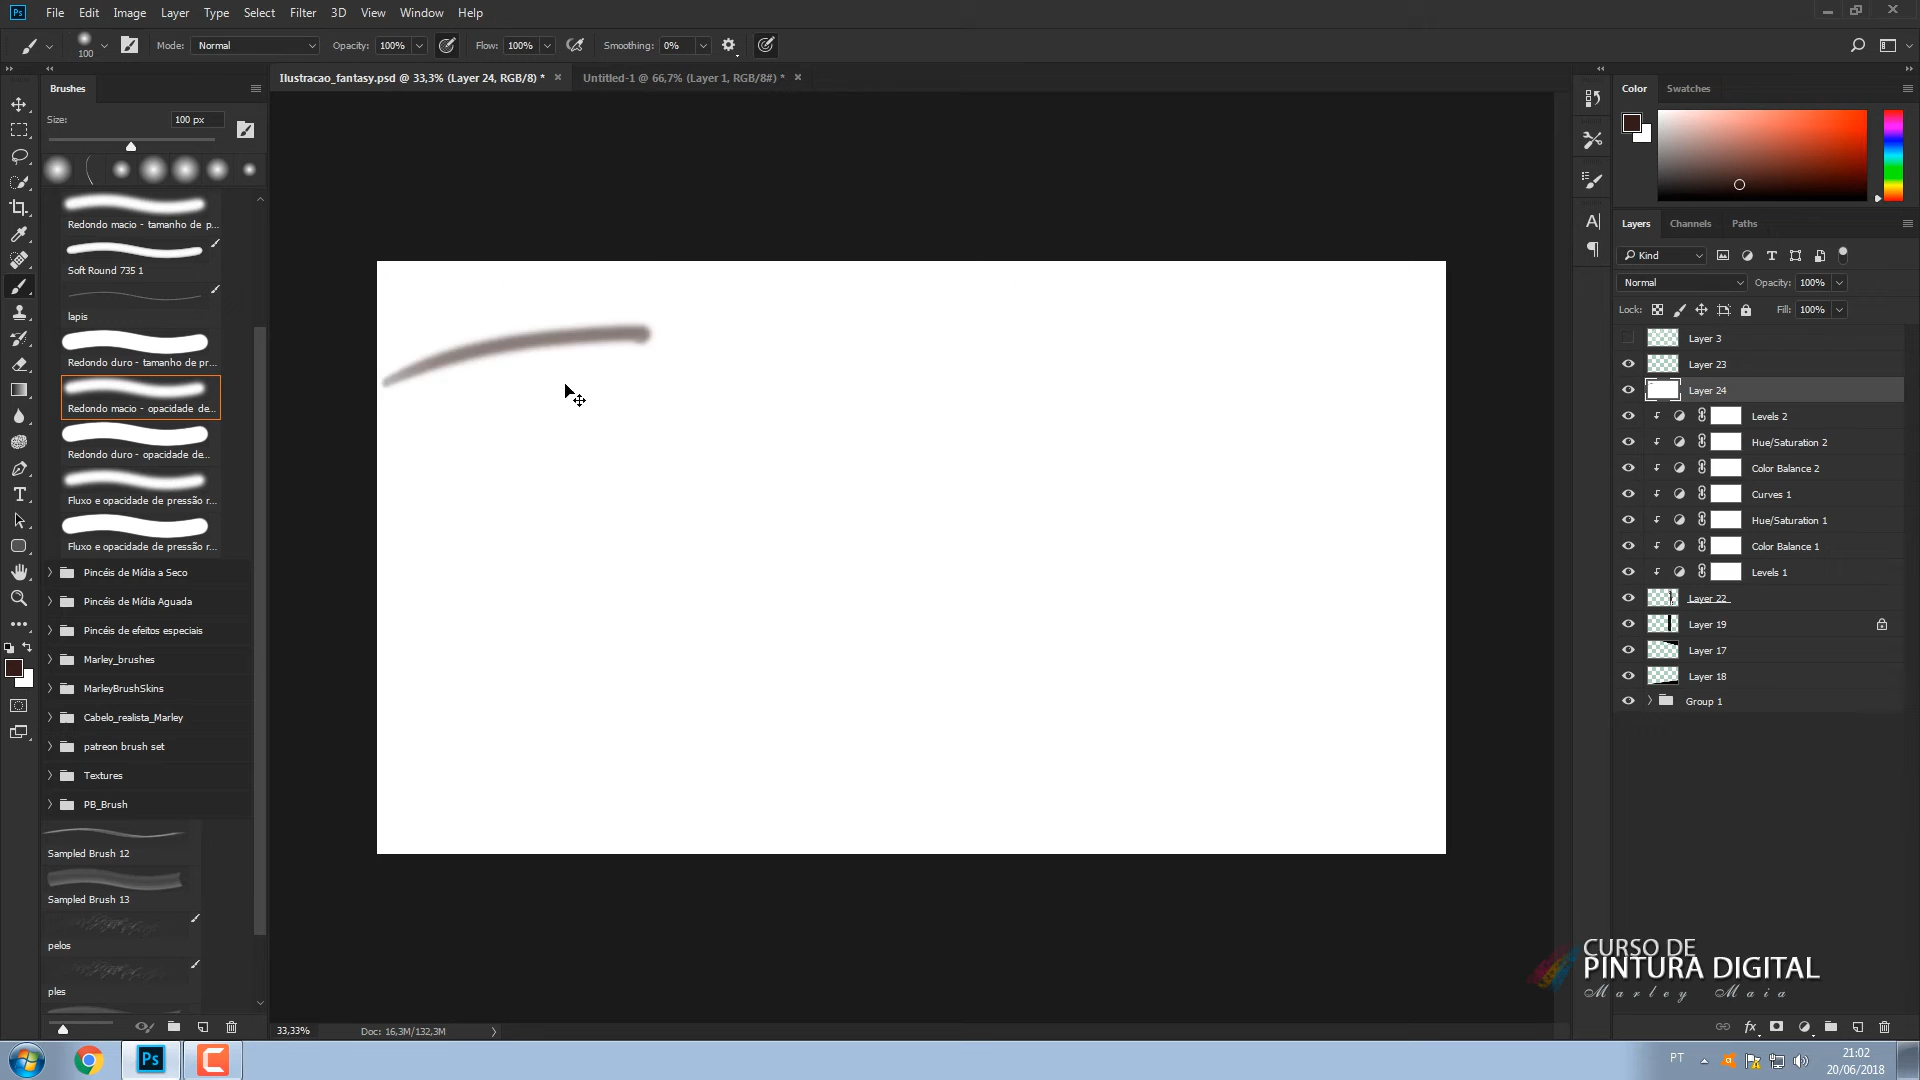 Ps File Edit Image Layer Type Select Filter 3D View Window Help
100 Mode: Normal Opacity: 100% Flow: 100% Smoothing: 0%
Ilustracao_fantasy.psd @ 33,3% (Layer 24, RGB/8) * × Untitled-1 @ 66,7% (Layer 1, RGB/8#) * ×
Brushes
Size: 100 px
Redondo macio - tamanho de p...
Soft Round 735 1
lapis
Redondo duro - tamanho de pr...
Redondo macio - opacidade de...
Redondo duro - opacidade de...
Fluxo e opacidade de pressão r...
Fluxo e opacidade de pressão r...
Pincéis de Mídia a Seco
Pincéis de Mídia Aguada
Pincéis de efeitos especiais
Marley_brushes
MarleyBrushSkins
Cabelo_realista_Marley
patreon brush set
Textures
PB_Brush
Sampled Brush 12
Sampled Brush 13
pelos
ples
33,33% Doc: 16,3M/132,3M
Color Swatches
Layers Channels Paths
Kind
Normal Opacity: 100%
Lock: Fill: 100%
Layer 3
Layer 23
Layer 24
Levels 2
Hue/Saturation 2
Color Balance 2
Curves 1
Hue/Saturation 1
Color Balance 1
Levels 1
Layer 22
Layer 19
Layer 17
Layer 18
Group 1
CURSO DE
PINTURA DIGITAL
Marley Maia
fx
Ps
PT
21:02
20/06/2018